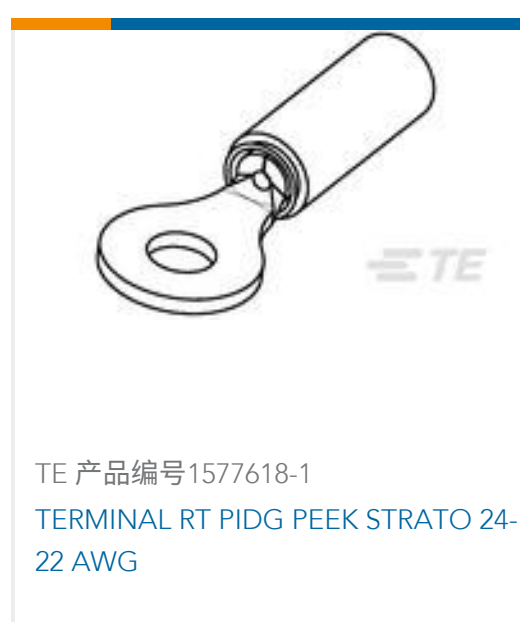 TE
TE 产品编号1577618-1
TERMINAL RT PIDG PEEK STRATO 24-
22 AWG